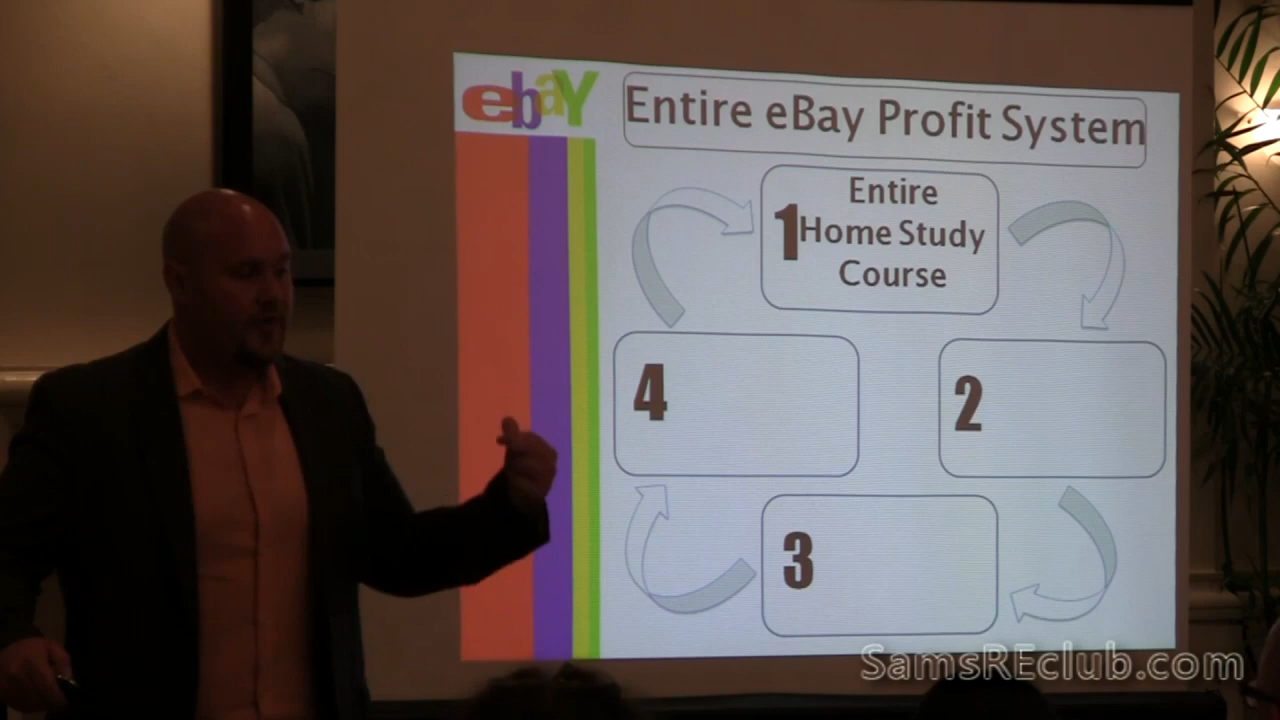 ebaY
Entire eBay Profit System
1
Entire
Home Study
Course
4
2
3
SamsREclub.com